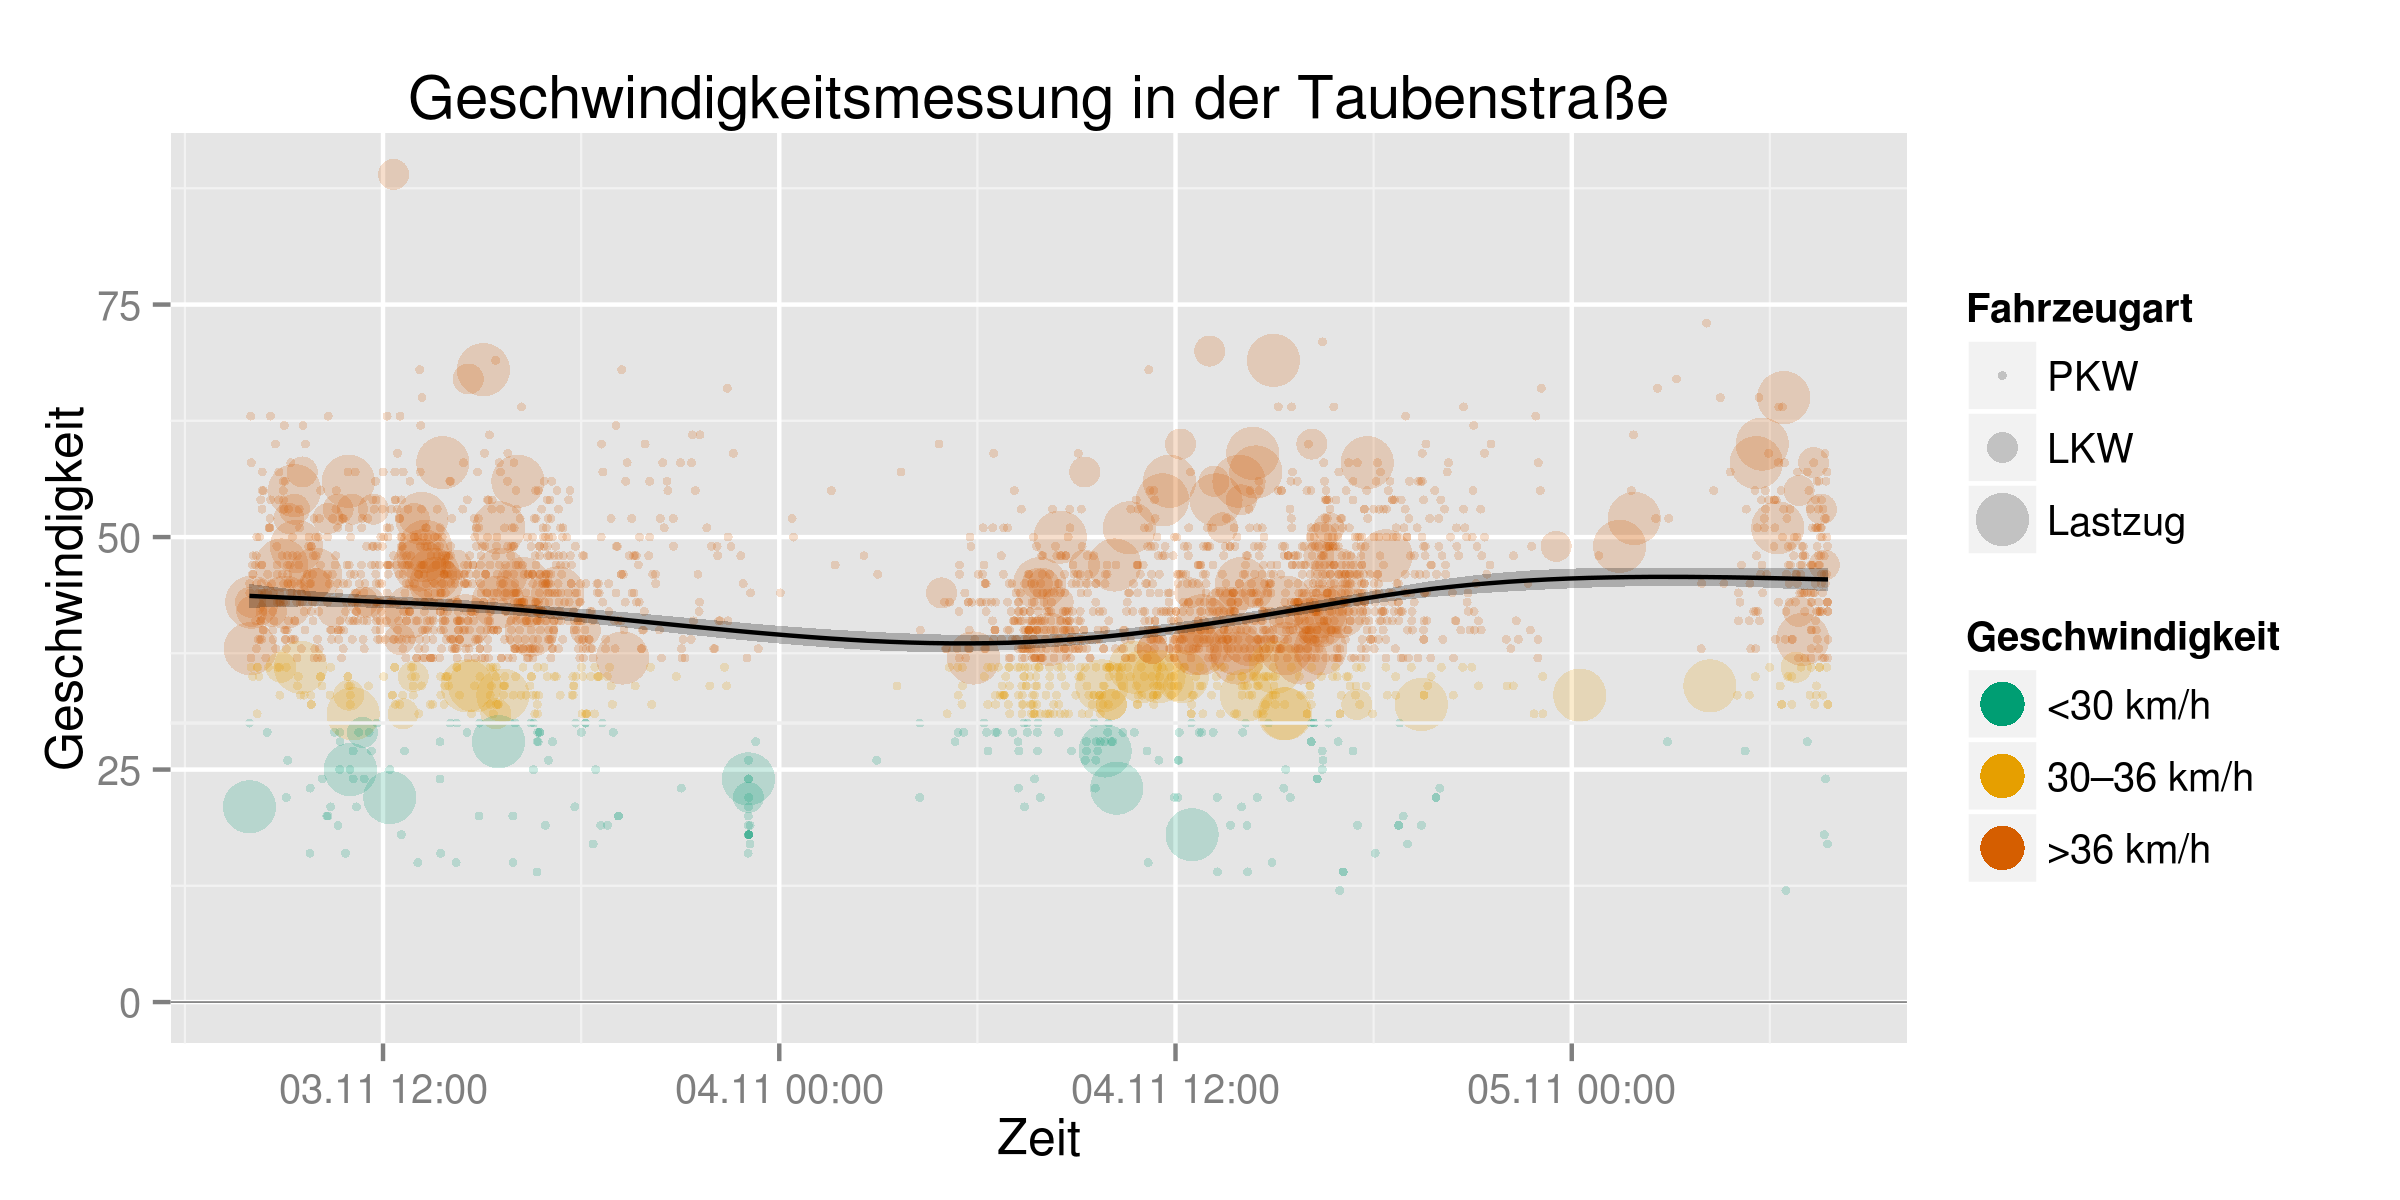 Geschwindigkeitsmessung in der Taubenstraße
Geschwindigkeit
75
50
25
0
03.11 12:00
04.11 00:00
04.11 12:00
05.11 00:00
Zeit
Fahrzeugart
PKW
LKW
Lastzug
Geschwindigkeit
<30 km/h
30–36 km/h
>36 km/h